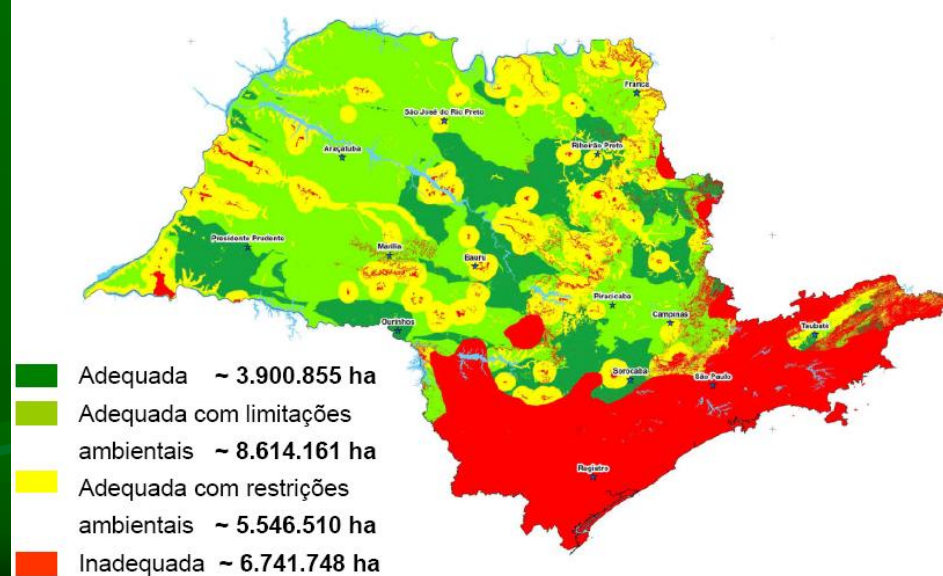 Franca
São José do Rio Preto
Ribeirão Preto
Araçatuba
Presidente Prudente
Marília
Bauru
Piracicaba
Campinas
Ourinhos
Taubaté
Sorocaba
São Paulo
Registro
Adequada ~ 3.900.855 ha
Adequada com limitações
ambientais ~ 8.614.161 ha
Adequada com restrições
ambientais ~ 5.546.510 ha
Inadequada ~ 6.741.748 ha